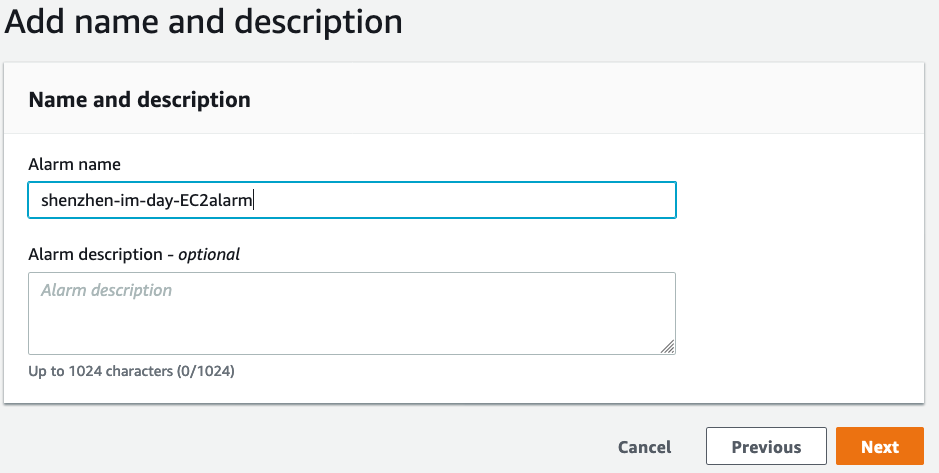 Add name and description
Name and description
Alarm name
shenzhen-im-day-EC2alarm
Alarm description - optional
Alarm description
Up to 1024 characters (0/1024)
Cancel Previous Next